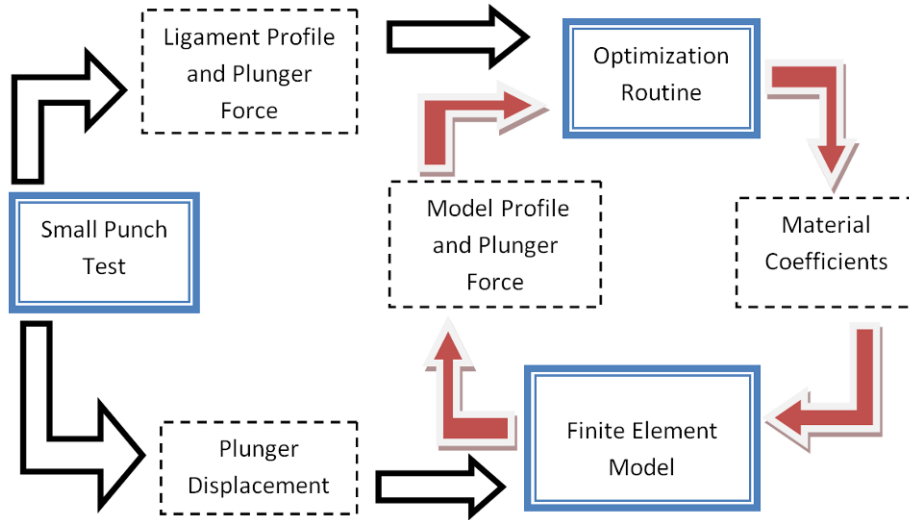 Ligament Profile
and Plunger
Force
Optimization
Routine
Small Punch
Test
Model Profile
and Plunger
Force
Material
Coefficients
Plunger
Displacement
Finite Element
Model